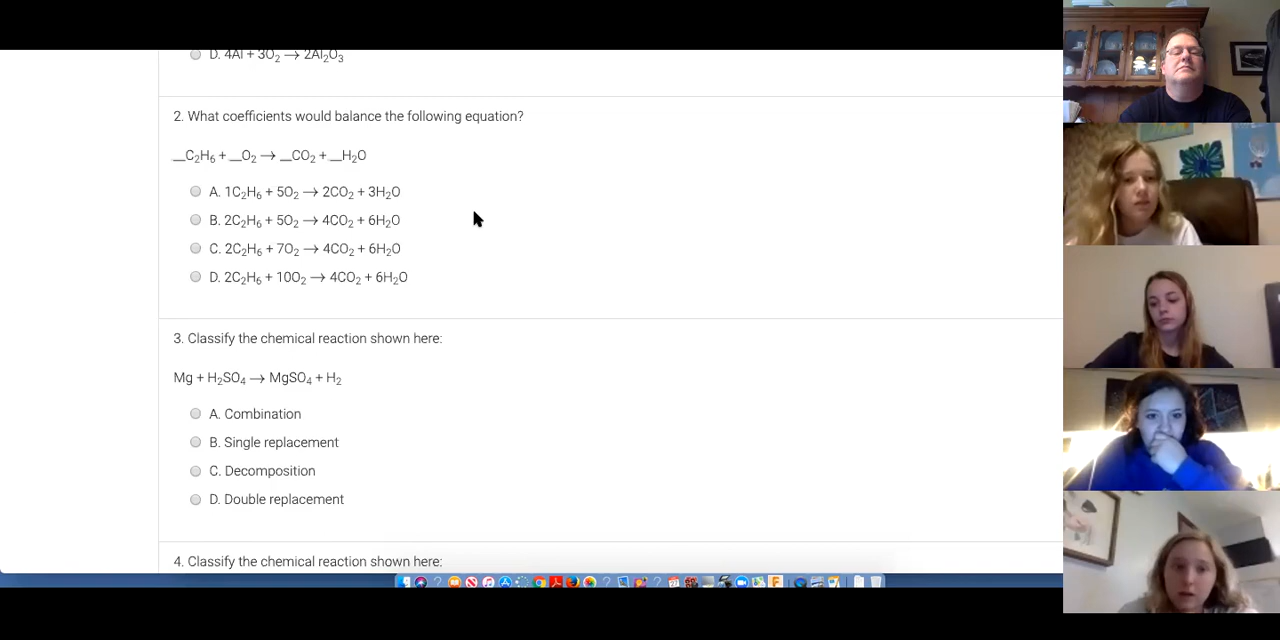 D. 4Al + 3O₂ → 2Al₂O₃
2. What coefficients would balance the following equation?
__C₂H₆ + __O₂ → __CO₂ + __H₂O
A. 1C₂H₆ + 5O₂ → 2CO₂ + 3H₂O
B. 2C₂H₆ + 5O₂ → 4CO₂ + 6H₂O
C. 2C₂H₆ + 7O₂ → 4CO₂ + 6H₂O
D. 2C₂H₆ + 10O₂ → 4CO₂ + 6H₂O
3. Classify the chemical reaction shown here:
Mg + H₂SO₄ → MgSO₄ + H₂
A. Combination
B. Single replacement
C. Decomposition
D. Double replacement
4. Classify the chemical reaction shown here: